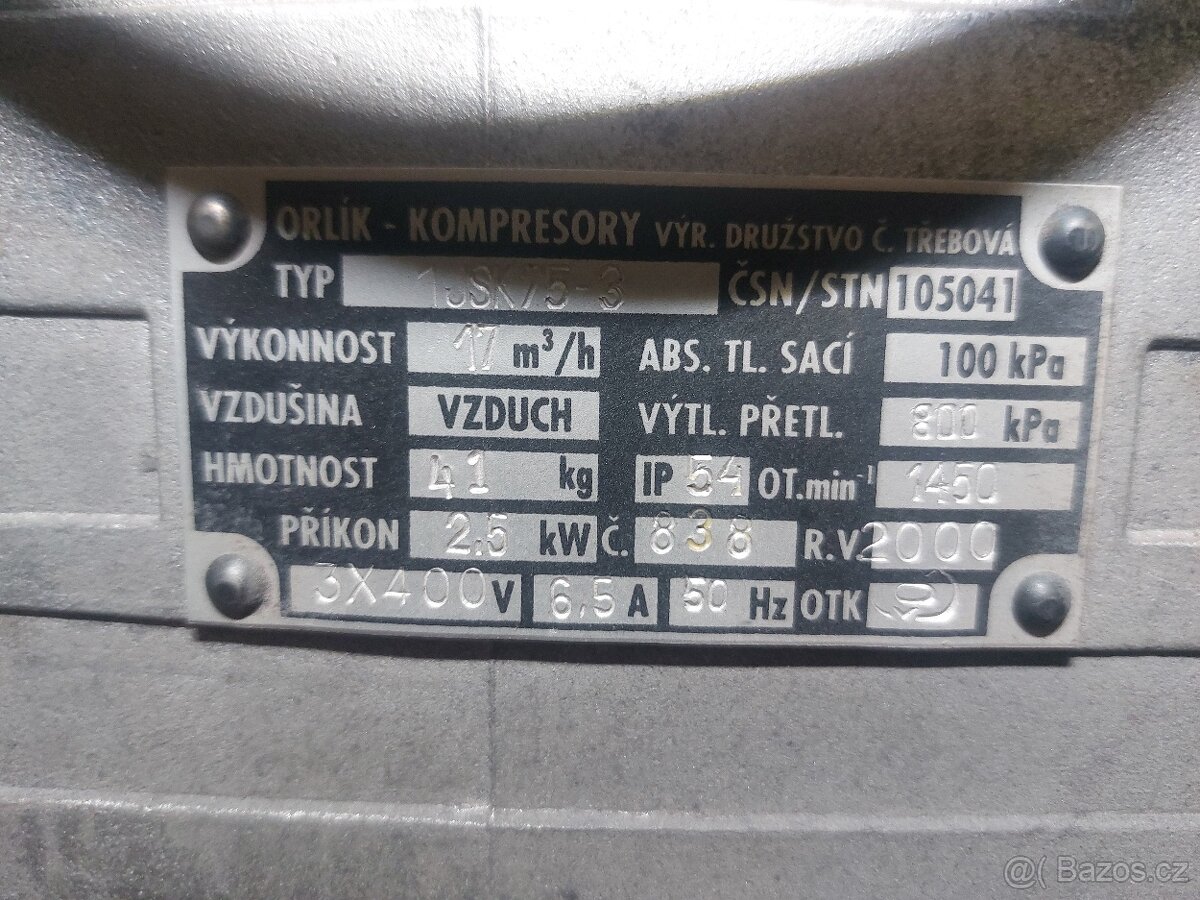 ORLÍK - KOMPRESORY VÝR. DRUŽSTVO Č. TŘEBOVÁ
TYP ČSN/STN 105041
VÝKONNOST 17 m³/h ABS. TL. SACÍ 100 kPa
VZDUŠINA VZDUCH VÝTL. PŘETL. 800 kPa
HMOTNOST 41 kg IP 54 OT.min⁻¹ 1450
PŘÍKON 2.5 kW Č. 838 R.V. 2000
3X400 V 6,5 A 50 Hz OTK
@( Bazos.cz